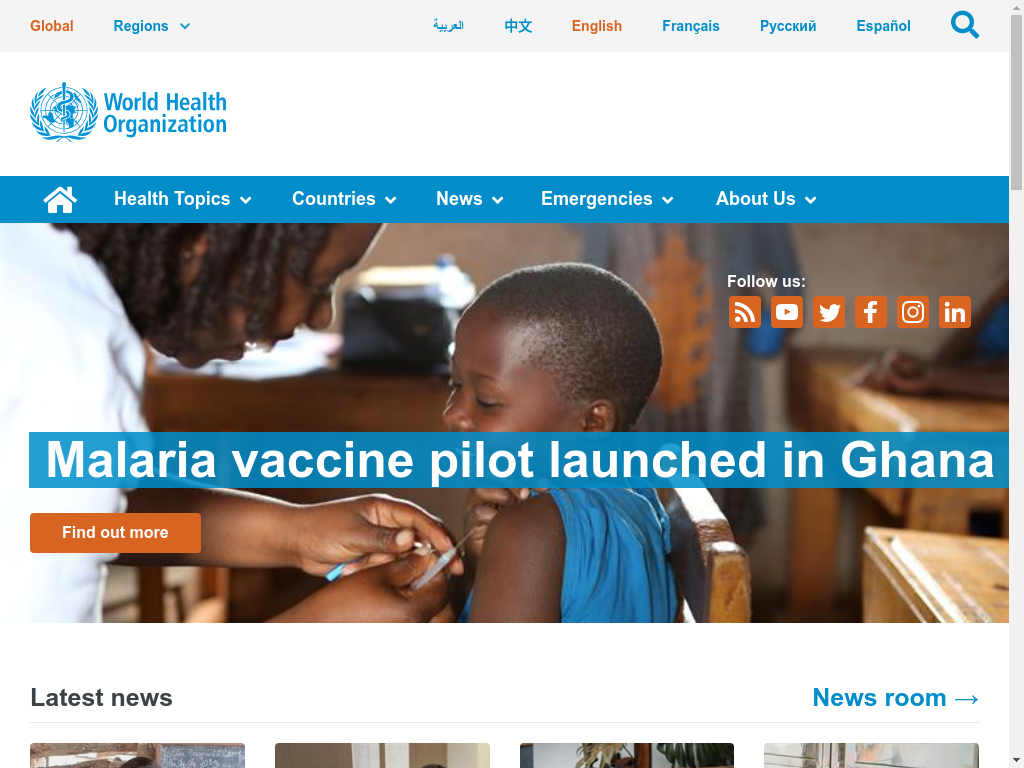 Global Regions العربية 中文 English Français Русский Español
World Health
Organization
Health Topics Countries News Emergencies About Us
Follow us:
Malaria vaccine pilot launched in Ghana
Find out more
Latest news News room →